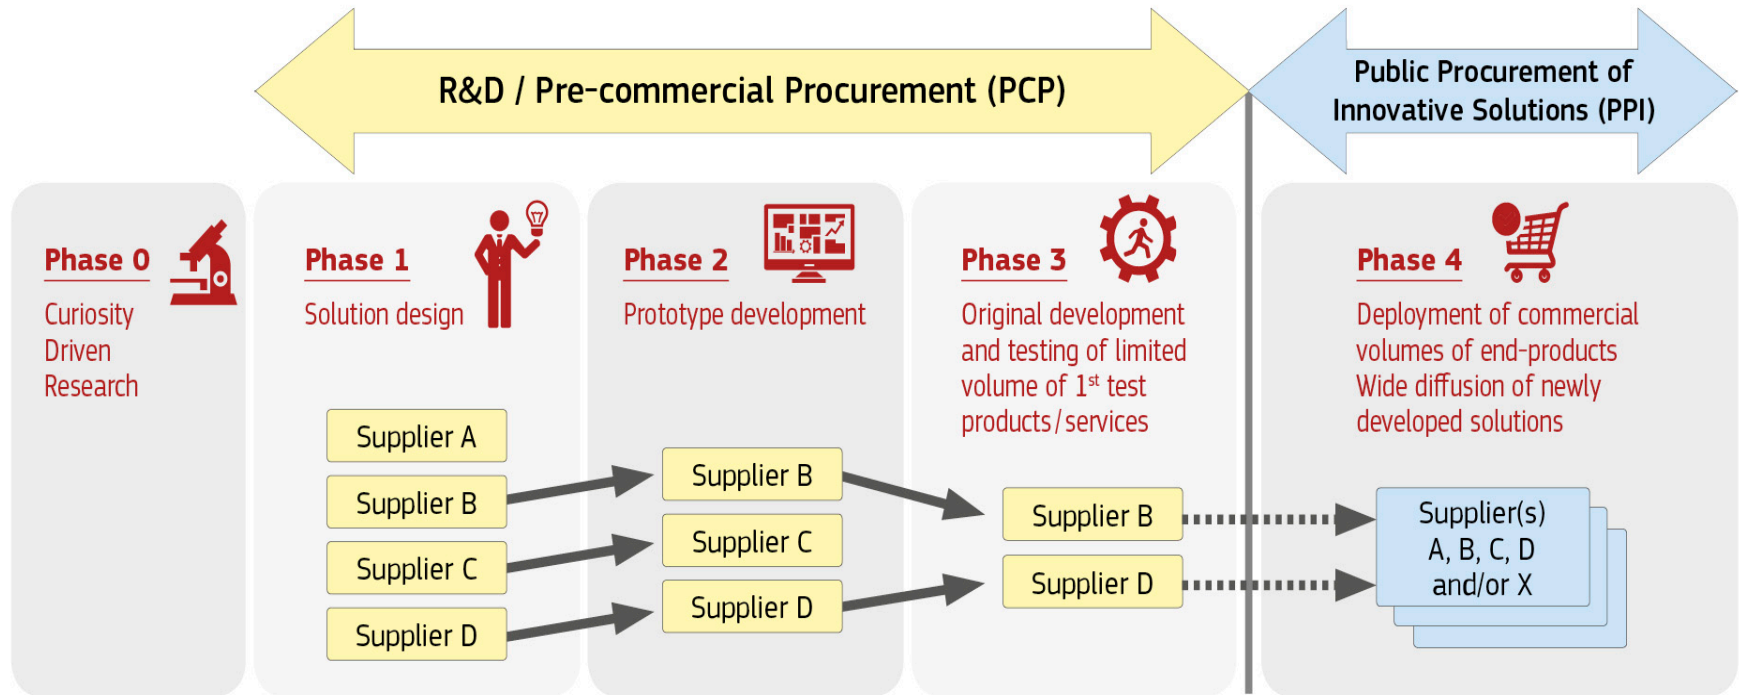 R&D / Pre-commercial Procurement (PCP)
Public Procurement of
Innovative Solutions (PPI)
Phase 0
Curiosity
Driven
Research
Phase 1
Solution design
Supplier A
Supplier B
Supplier C
Supplier D
Phase 2
Prototype development
Supplier B
Supplier C
Supplier D
Phase 3
Original development
and testing of limited
volume of 1st test
products/services
Supplier B
Supplier D
Phase 4
Deployment of commercial
volumes of end-products
Wide diffusion of newly
developed solutions
Supplier(s)
A, B, C, D
and/or X